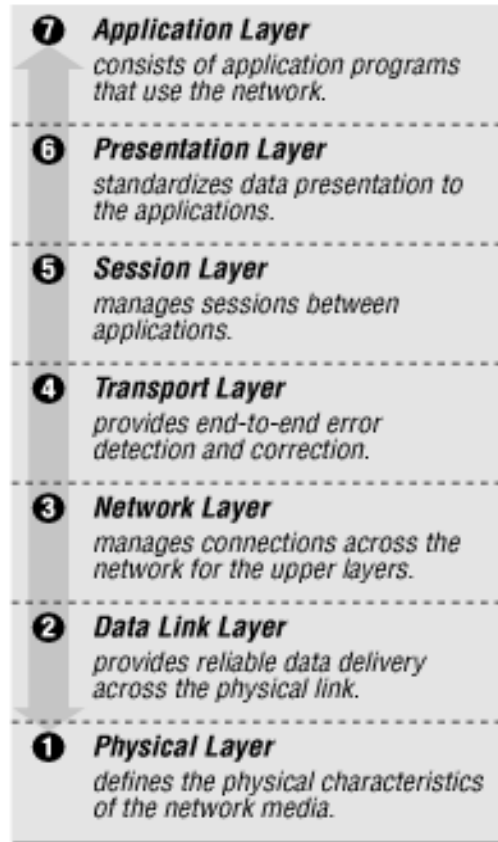 7 Application Layer
consists of application programs
that use the network.
6 Presentation Layer
standardizes data presentation to
the applications.
5 Session Layer
manages sessions between
applications.
4 Transport Layer
provides end-to-end error
detection and correction.
3 Network Layer
manages connections across the
network for the upper layers.
2 Data Link Layer
provides reliable data delivery
across the physical link.
1 Physical Layer
defines the physical characteristics
of the network media.